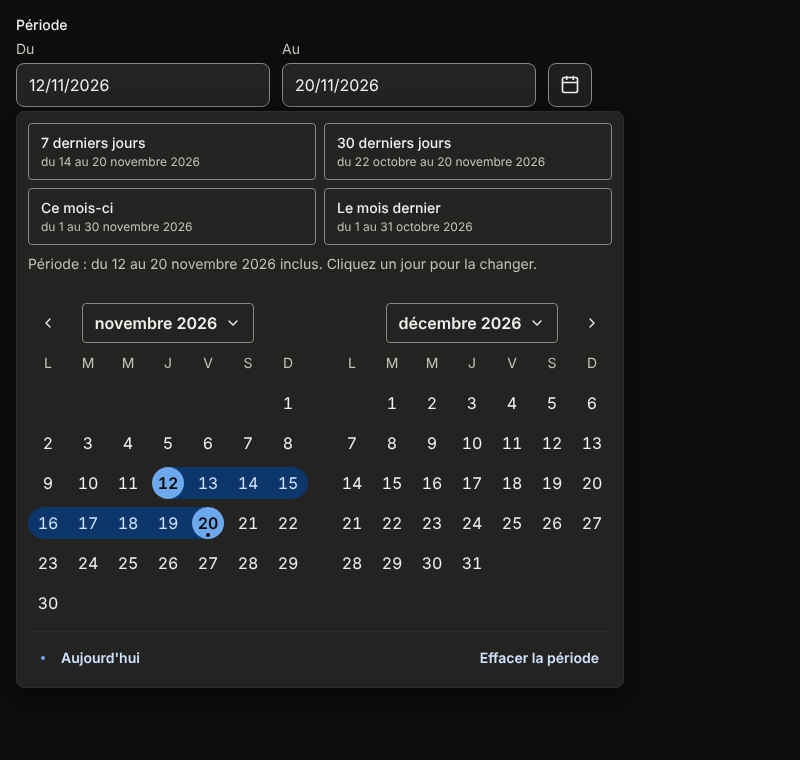 Période
Du Au
12/11/2026 20/11/2026
7 derniers jours 30 derniers jours
du 14 au 20 novembre 2026 du 22 octobre au 20 novembre 2026
Ce mois-ci Le mois dernier
du 1 au 30 novembre 2026 du 1 au 31 octobre 2026
Période : du 12 au 20 novembre 2026 inclus. Cliquez un jour pour la changer.
novembre 2026 décembre 2026
L M M J V S D L M M J V S D
1 1 2 3 4 5 6
2 3 4 5 6 7 8 7 8 9 10 11 12 13
9 10 11 12 13 14 15 14 15 16 17 18 19 20
16 17 18 19 20 21 22 21 22 23 24 25 26 27
23 24 25 26 27 28 29 28 29 30 31
30
Aujourd'hui Effacer la période